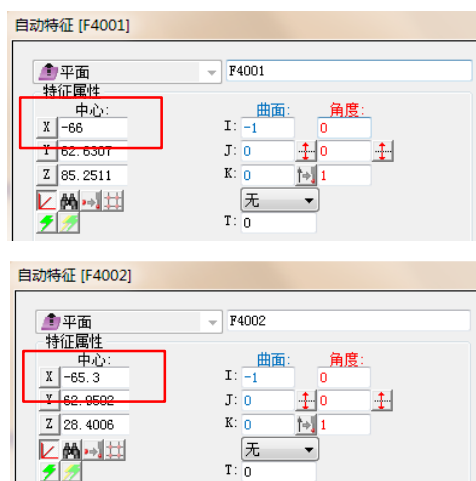 自动特征 [F4001]
平面 F4001
特征属性
中心: 曲面: 角度:
X -66 I: -1 0
Y 62.6307 J: 0 0
Z 85.2511 K: 0 1
无
T: 0
自动特征 [F4002]
平面 F4002
特征属性
中心: 曲面: 角度:
X -65.3 I: -1 0
Y 62.9502 J: 0 0
Z 28.4006 K: 0 1
无
T: 0